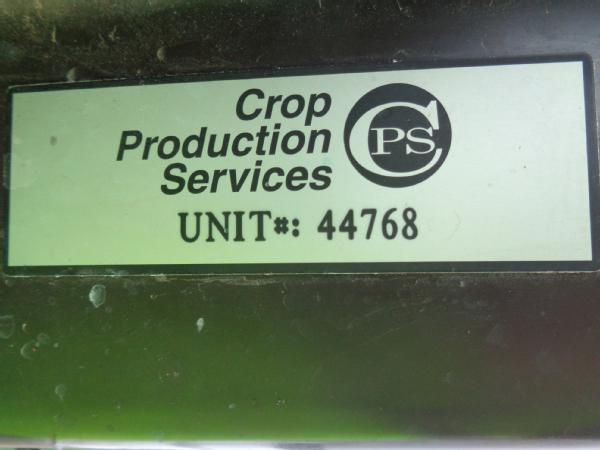 Crop
Production
Services
CPS
UNIT#: 44768